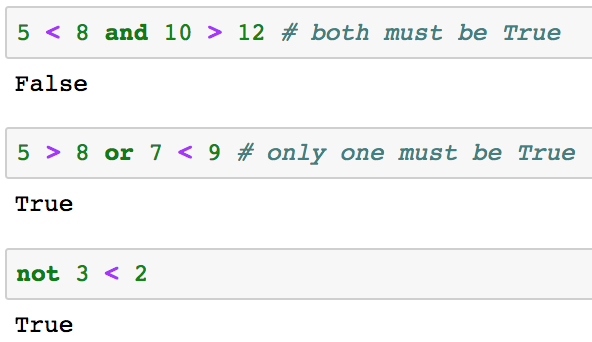 5 < 8 and 10 > 12 # both must be True
False
5 > 8 or 7 < 9 # only one must be True
True
not 3 < 2
True